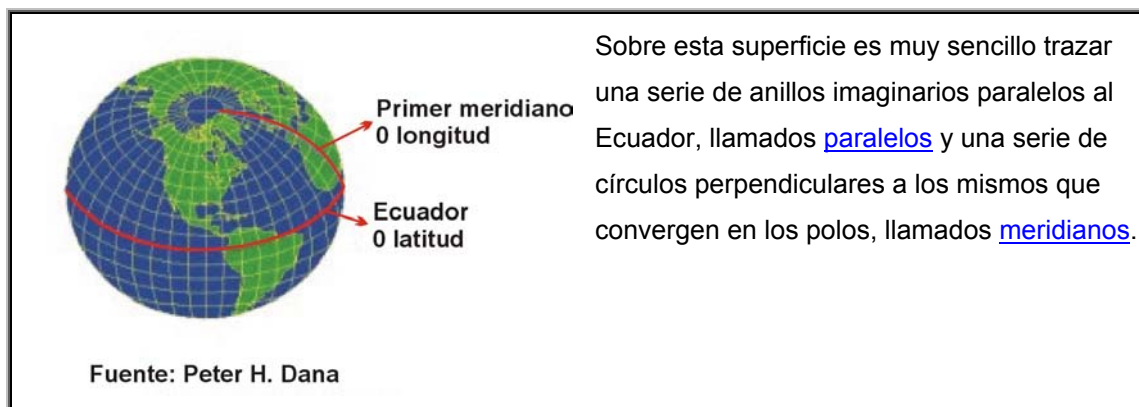 Primer meridiano
0 longitud
Ecuador
0 latitud
Fuente: Peter H. Dana
Sobre esta superficie es muy sencillo trazar
una serie de anillos imaginarios paralelos al
Ecuador, llamados paralelos y una serie de
círculos perpendiculares a los mismos que
convergen en los polos, llamados meridianos.